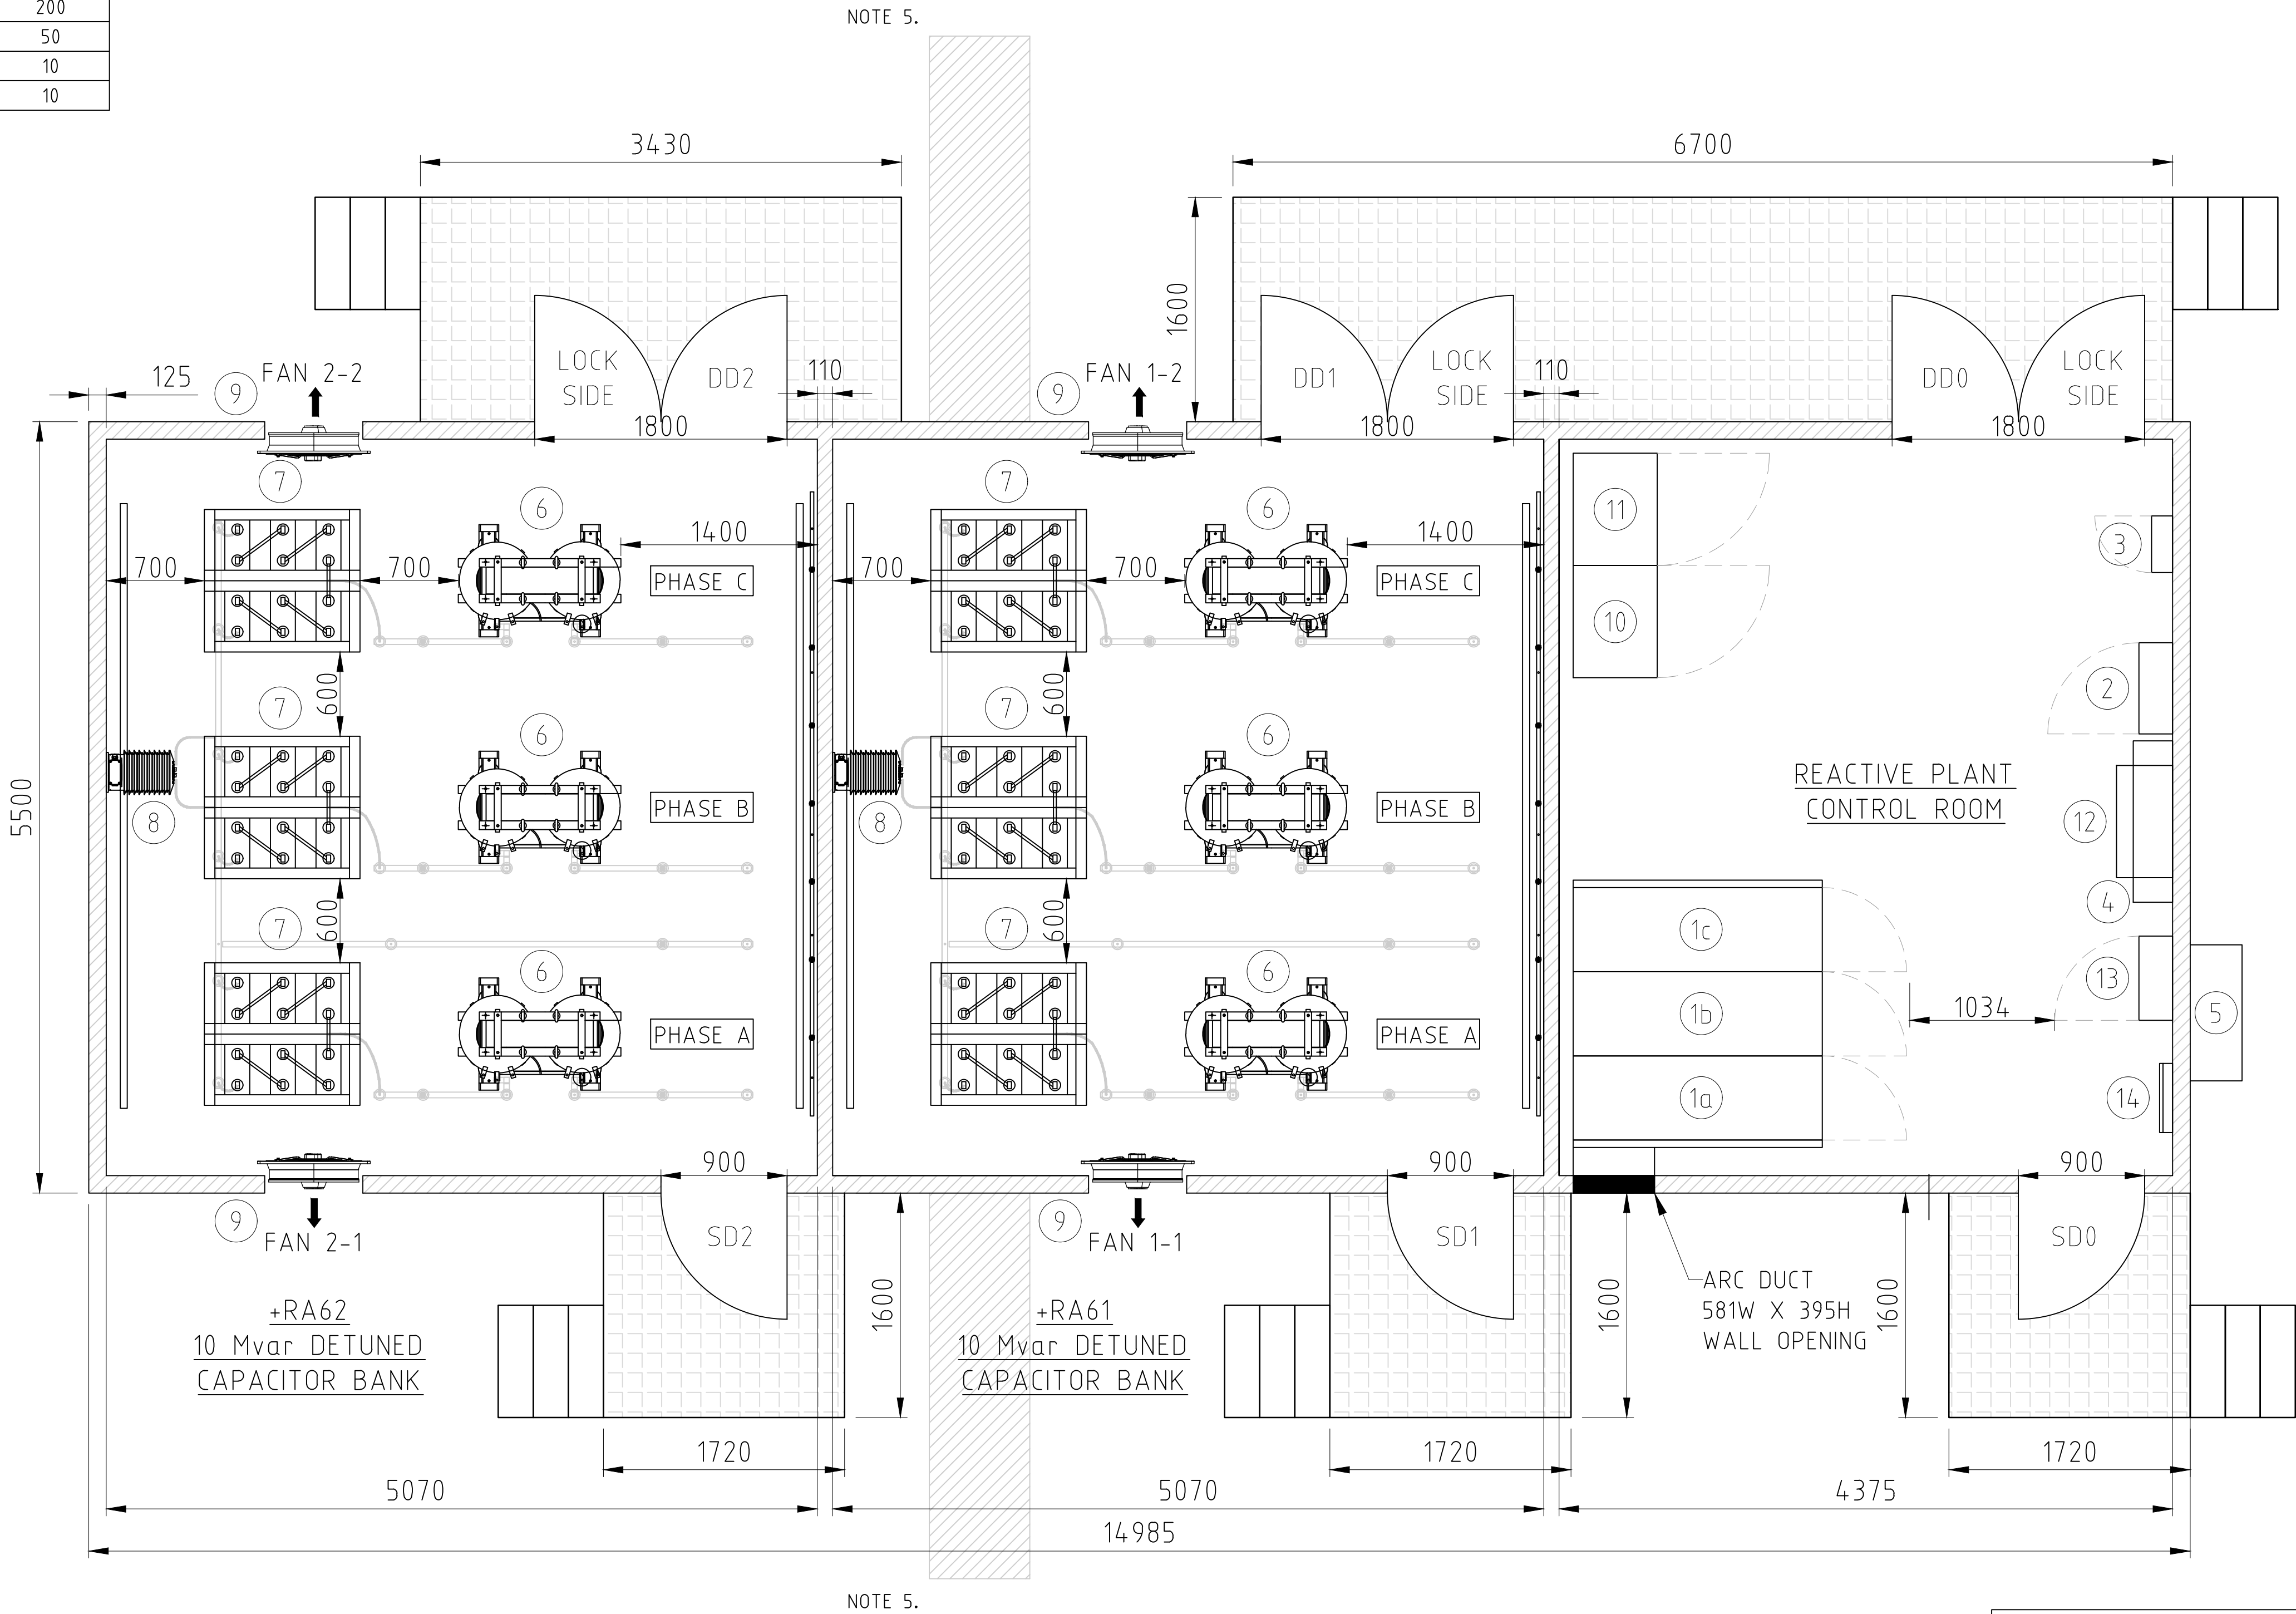 200
50
10
10
NOTE 5.
3430
6700
1600
125
FAN 2-2
9
LOCK
SIDE
DD2
110
9
FAN 1-2
DD1
LOCK
SIDE
110
DD0
LOCK
SIDE
1800
1800
1800
7
6
1400
7
6
1400
11
3
700
700
PHASE C
700
700
PHASE C
10
600
600
2
7
6
7
6
REACTIVE PLANT
CONTROL ROOM
5500
8
PHASE B
8
PHASE B
12
4
7
600
7
600
1c
6
6
13
1034
1b
5
PHASE A
PHASE A
1a
14
900
900
900
9
FAN 2-1
SD2
9
FAN 1-1
SD1
SD0
+RA62
10 Mvar DETUNED
CAPACITOR BANK
1600
+RA61
10 Mvar DETUNED
CAPACITOR BANK
1600
ARC DUCT
581W X 395H
WALL OPENING
1600
1720
1720
1720
5070
5070
4375
14985
NOTE 5.